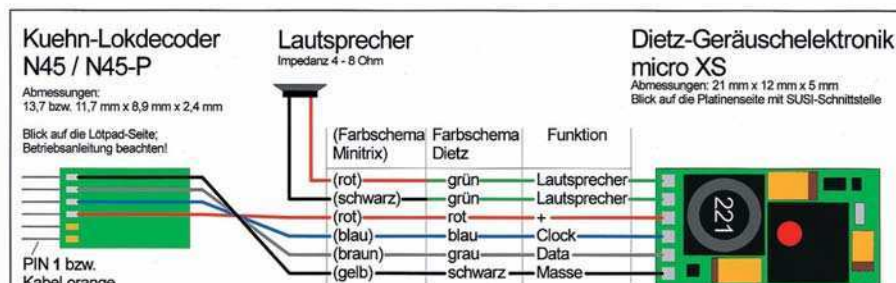 Kuehn-Lokdecoder
N45 / N45-P
Abmessungen:
13,7 bzw. 11,7 mm x 8,9 mm x 2,4 mm
Blick auf die Lötpad-Seite;
Betriebsanleitung beachten!
PIN 1 bzw.
Kabel orange
Lautsprecher
Impedanz 4 - 8 Ohm
Dietz-Geräuschelektronik
micro XS
Abmessungen: 21 mm x 12 mm x 5 mm
Blick auf die Platinenseite mit SUSI-Schnittstelle
(Farbschema Farbschema Funktion
Minitrix) Dietz
(rot) grün Lautsprecher
(schwarz) grün Lautsprecher
(rot) rot +
(blau) blau Clock
(braun) grau Data
(gelb) schwarz Masse
221